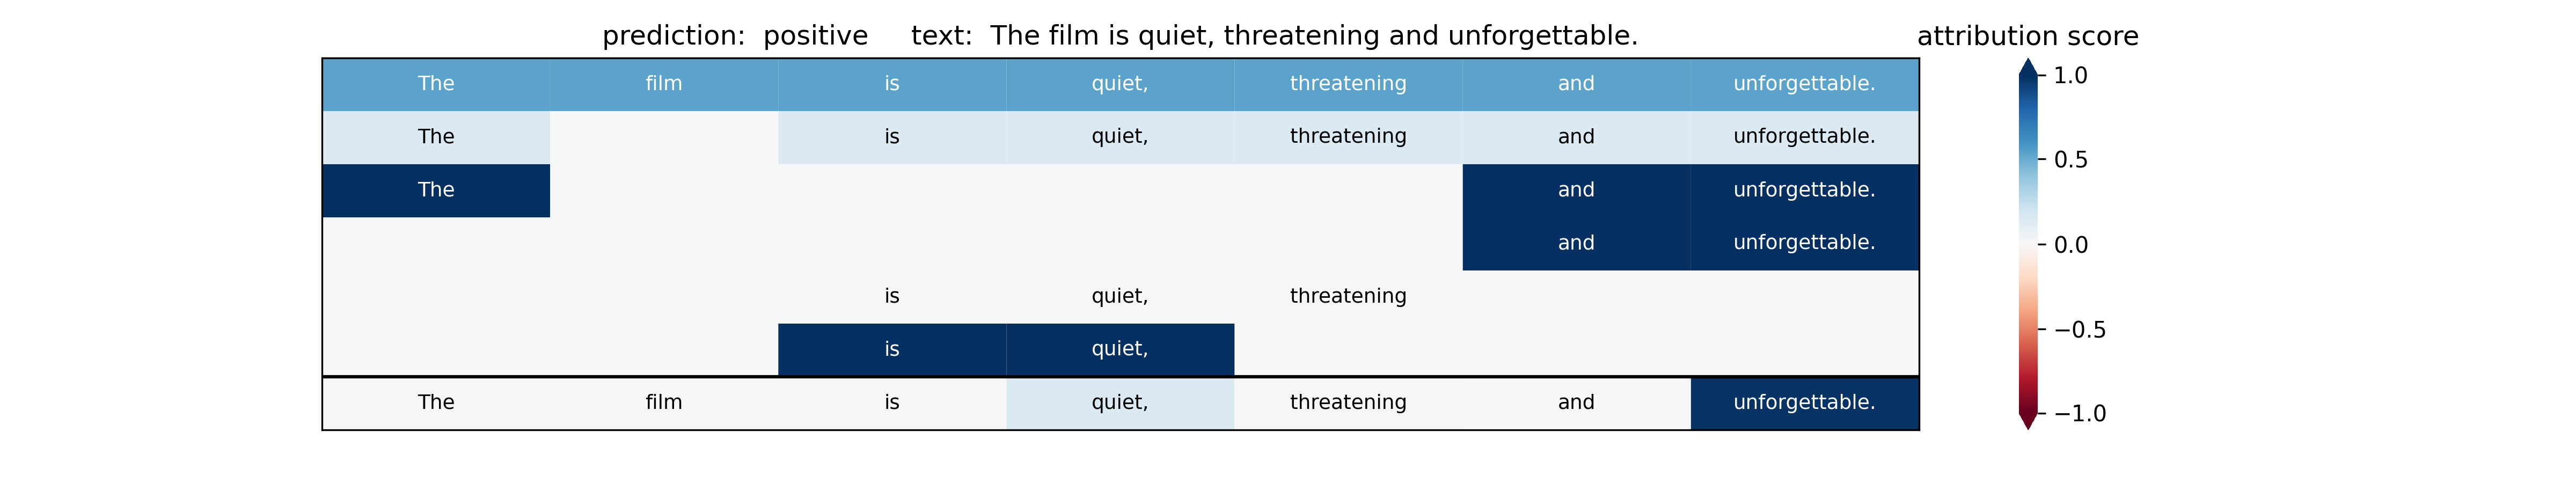 prediction:  positive     text:  The film is quiet, threatening and unforgettable.
attribution score
The film is quiet, threatening and unforgettable.
The is quiet, threatening and unforgettable.
The and unforgettable.
and unforgettable.
is quiet, threatening
is quiet,
The film is quiet, threatening and unforgettable.
1.0
0.5
0.0
−0.5
−1.0